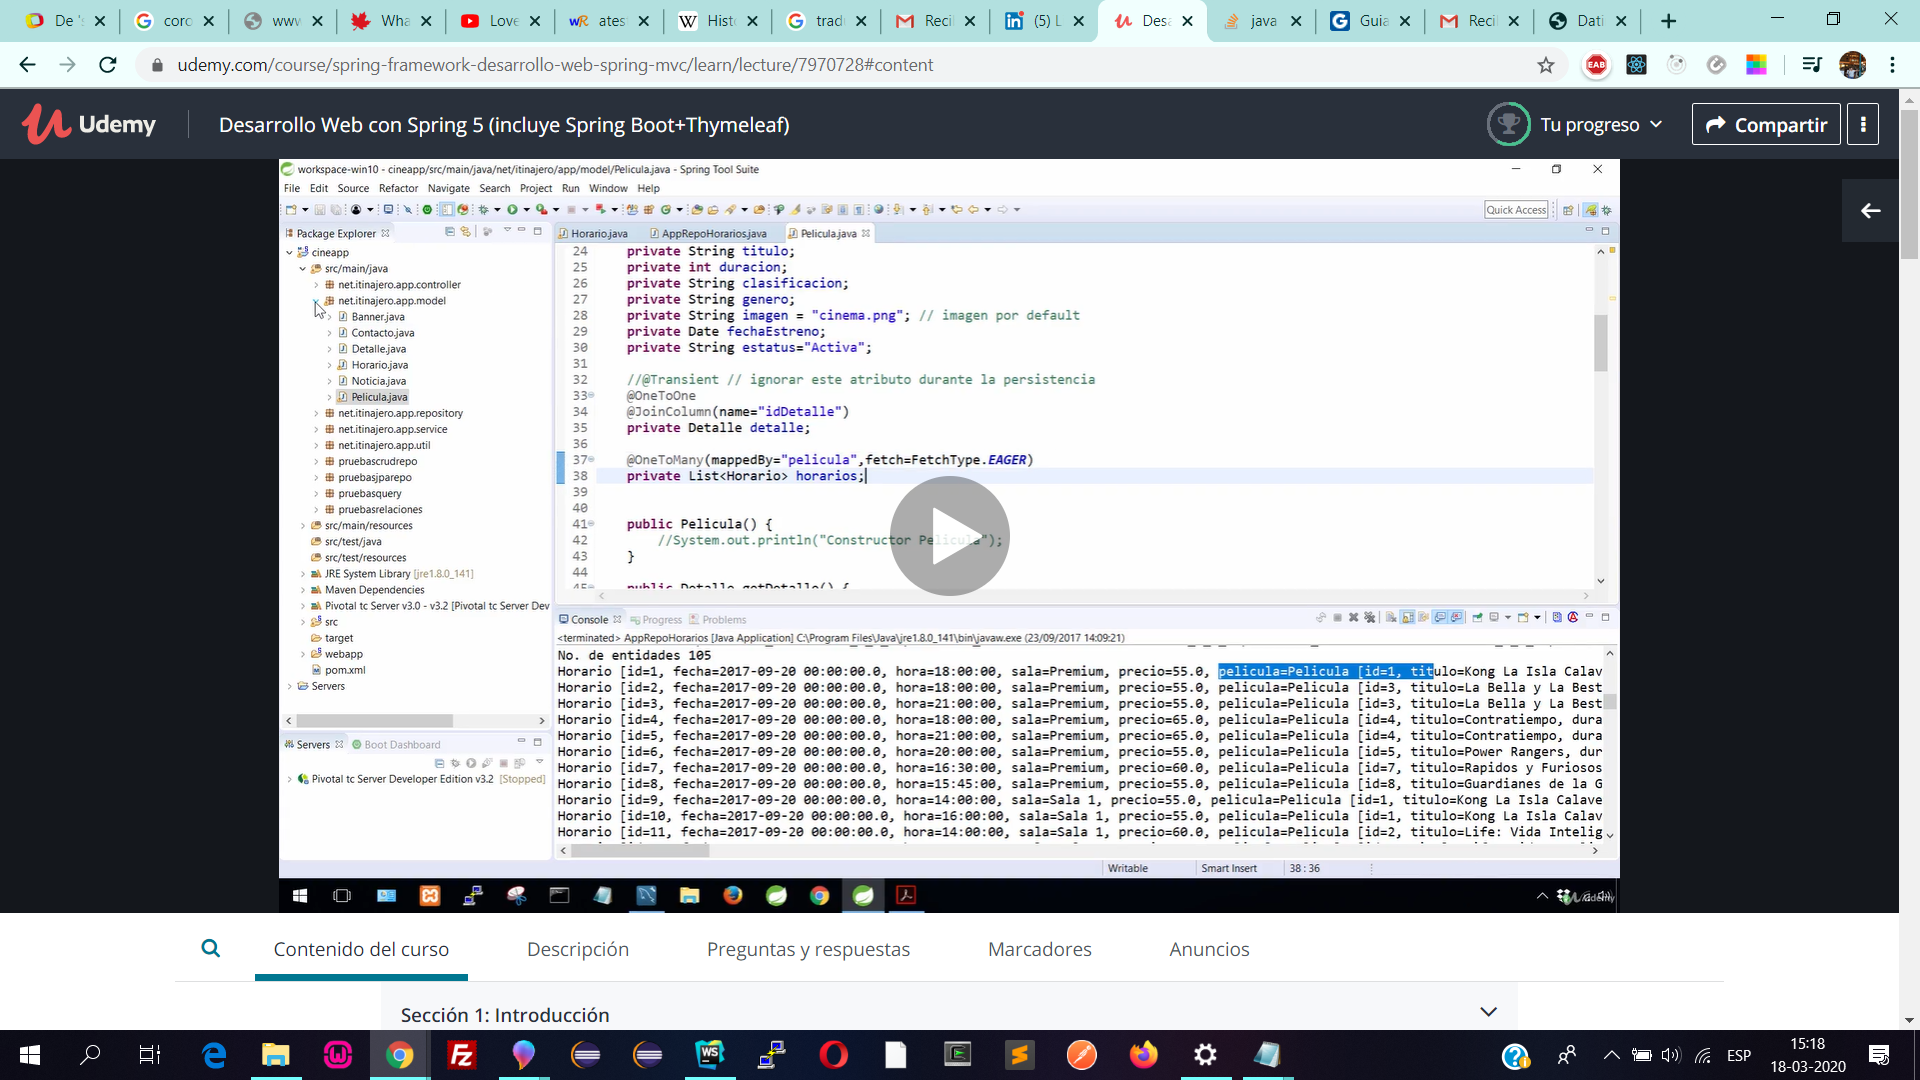 De '
coro
www
Wha
Love
ates
Histo
tradu
Recil
(5) L
Desa
java
Guia
Recil
Dati
udemy.com/course/spring-framework-desarrollo-web-spring-mvc/learn/lecture/7970728#content
Udemy
Desarrollo Web con Spring 5 (incluye Spring Boot+Thymeleaf)
Tu progreso
Compartir
workspace-win10 - cineapp/src/main/java/net/itinajero/app/model/Pelicula.java - Spring Tool Suite
File Edit Source Refactor Navigate Search Project Run Window Help
Quick Access
Package Explorer
cineapp
src/main/java
net.itinajero.app.controller
net.itinajero.app.model
Banner.java
Contacto.java
Detalle.java
Horario.java
Noticia.java
Pelicula.java
net.itinajero.app.repository
net.itinajero.app.service
net.itinajero.app.util
pruebascrudrepo
pruebasjparepo
pruebasquery
pruebasrelaciones
src/main/resources
src/test/java
src/test/resources
JRE System Library [jre1.8.0_141]
Maven Dependencies
Pivotal tc Server v3.0 - v3.2 [Pivotal tc Server Dev
src
target
webapp
pom.xml
Servers
Servers Boot Dashboard
Pivotal tc Server Developer Edition v3.2 [Stopped]
Horario.java AppRepoHorarios.java Pelicula.java
24 private String titulo;
25 private int duracion;
26 private String clasificacion;
27 private String genero;
28 private String imagen = "cinema.png"; // imagen por default
29 private Date fechaEstreno;
30 private String estatus="Activa";
31
32 //@Transient // ignorar este atributo durante la persistencia
33 @OneToOne
34 @JoinColumn(name="idDetalle")
35 private Detalle detalle;
36
37 @OneToMany(mappedBy="pelicula",fetch=FetchType.EAGER)
38 private List<Horario> horarios;
39
40
41 public Pelicula() {
42 //System.out.println("Constructor Pelicula");
43 }
44
45 public Detalle getDetalle() {
Console Progress Problems
<terminated> AppRepoHorarios [Java Application] C:\Program Files\Java\jre1.8.0_141\bin\javaw.exe (23/09/2017 14:09:21)
No. de entidades 105
Horario [id=1, fecha=2017-09-20 00:00:00.0, hora=18:00:00, sala=Premium, precio=55.0, pelicula=Pelicula [id=1, titulo=Kong La Isla Calav
Horario [id=2, fecha=2017-09-20 00:00:00.0, hora=18:00:00, sala=Premium, precio=55.0, pelicula=Pelicula [id=3, titulo=La Bella y La Best
Horario [id=3, fecha=2017-09-20 00:00:00.0, hora=21:00:00, sala=Premium, precio=55.0, pelicula=Pelicula [id=3, titulo=La Bella y La Best
Horario [id=4, fecha=2017-09-20 00:00:00.0, hora=18:00:00, sala=Premium, precio=65.0, pelicula=Pelicula [id=4, titulo=Contratiempo, dura
Horario [id=5, fecha=2017-09-20 00:00:00.0, hora=21:00:00, sala=Premium, precio=65.0, pelicula=Pelicula [id=4, titulo=Contratiempo, dura
Horario [id=6, fecha=2017-09-20 00:00:00.0, hora=20:00:00, sala=Premium, precio=55.0, pelicula=Pelicula [id=5, titulo=Power Rangers, dur
Horario [id=7, fecha=2017-09-20 00:00:00.0, hora=16:30:00, sala=Premium, precio=60.0, pelicula=Pelicula [id=7, titulo=Rapidos y Furiosos
Horario [id=8, fecha=2017-09-20 00:00:00.0, hora=15:45:00, sala=Premium, precio=55.0, pelicula=Pelicula [id=8, titulo=Guardianes de la G
Horario [id=9, fecha=2017-09-20 00:00:00.0, hora=14:00:00, sala=Sala 1, precio=55.0, pelicula=Pelicula [id=1, titulo=Kong La Isla Calave
Horario [id=10, fecha=2017-09-20 00:00:00.0, hora=16:00:00, sala=Sala 1, precio=55.0, pelicula=Pelicula [id=1, titulo=Kong La Isla Calav
Horario [id=11, fecha=2017-09-20 00:00:00.0, hora=14:00:00, sala=Sala 1, precio=60.0, pelicula=Pelicula [id=2, titulo=Life: Vida Intelig
Writable Smart Insert 38 : 36
Udemy
Contenido del curso Descripción Preguntas y respuestas Marcadores Anuncios
Sección 1: Introducción
ESP
15:18
18-03-2020